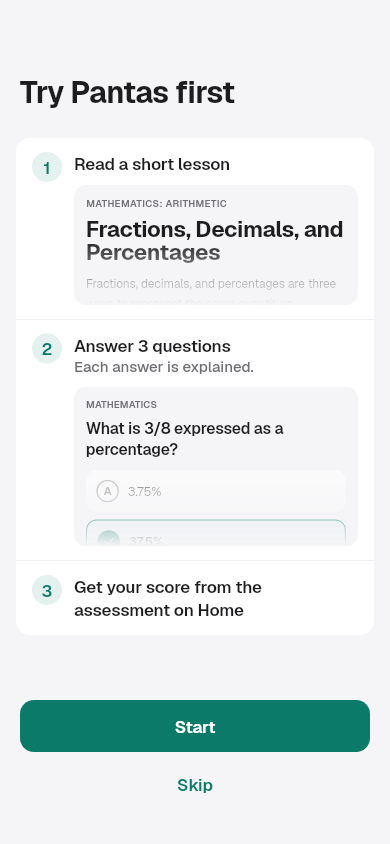 Try Pantas first
1
Read a short lesson
MATHEMATICS: ARITHMETIC
Fractions, Decimals, and
Percentages
Fractions, decimals, and percentages are three
2
Answer 3 questions
Each answer is explained.
MATHEMATICS
What is 3/8 expressed as a
percentage?
A
3.75%
37.5%
3
Get your score from the
assessment on Home
Start
Skip